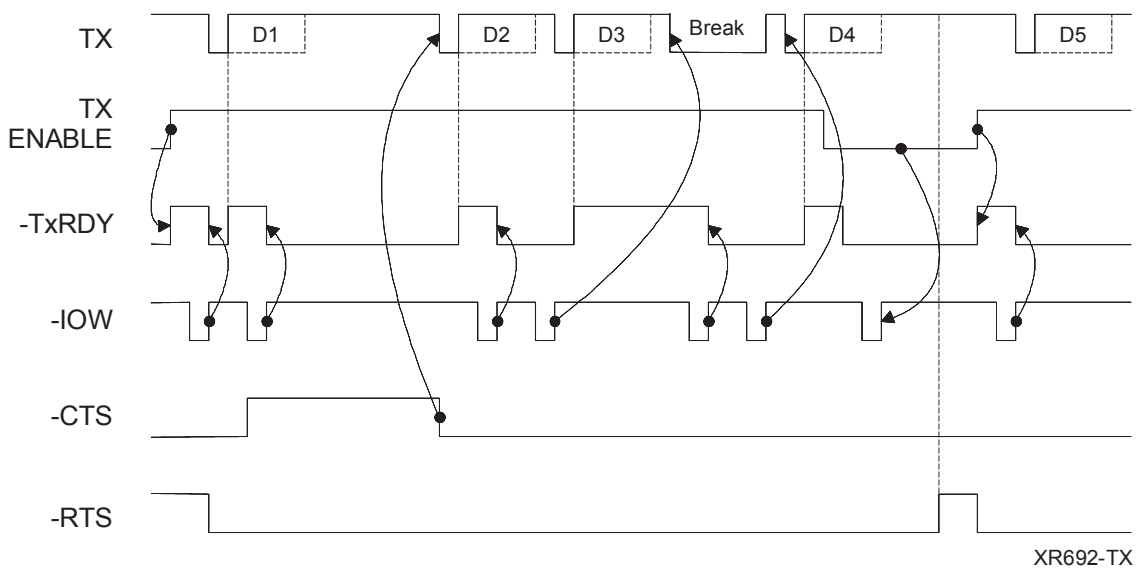 TX
D1
D2
D3
Break
D4
D5
TX
ENABLE
-TxRDY
-IOW
-CTS
-RTS
XR692-TX